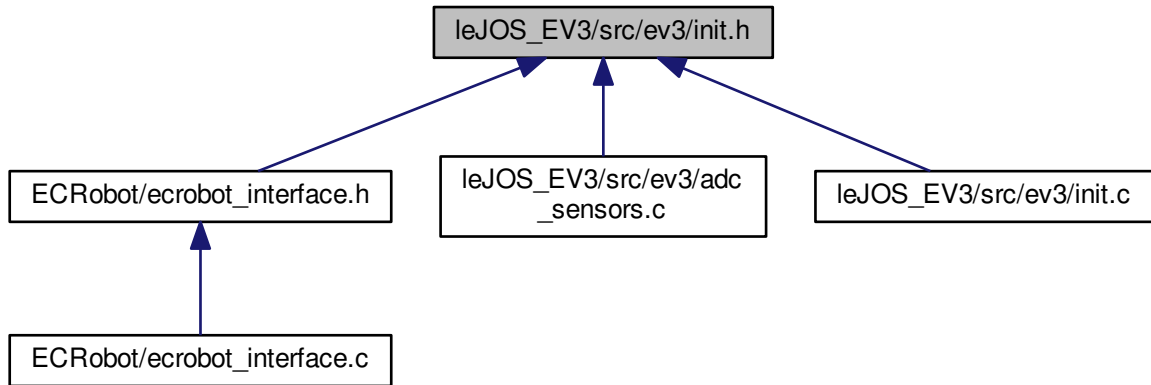 leJOS_EV3/src/ev3/init.h
ECRobot/ecrobot_interface.h
leJOS_EV3/src/ev3/adc
_sensors.c
leJOS_EV3/src/ev3/init.c
ECRobot/ecrobot_interface.c